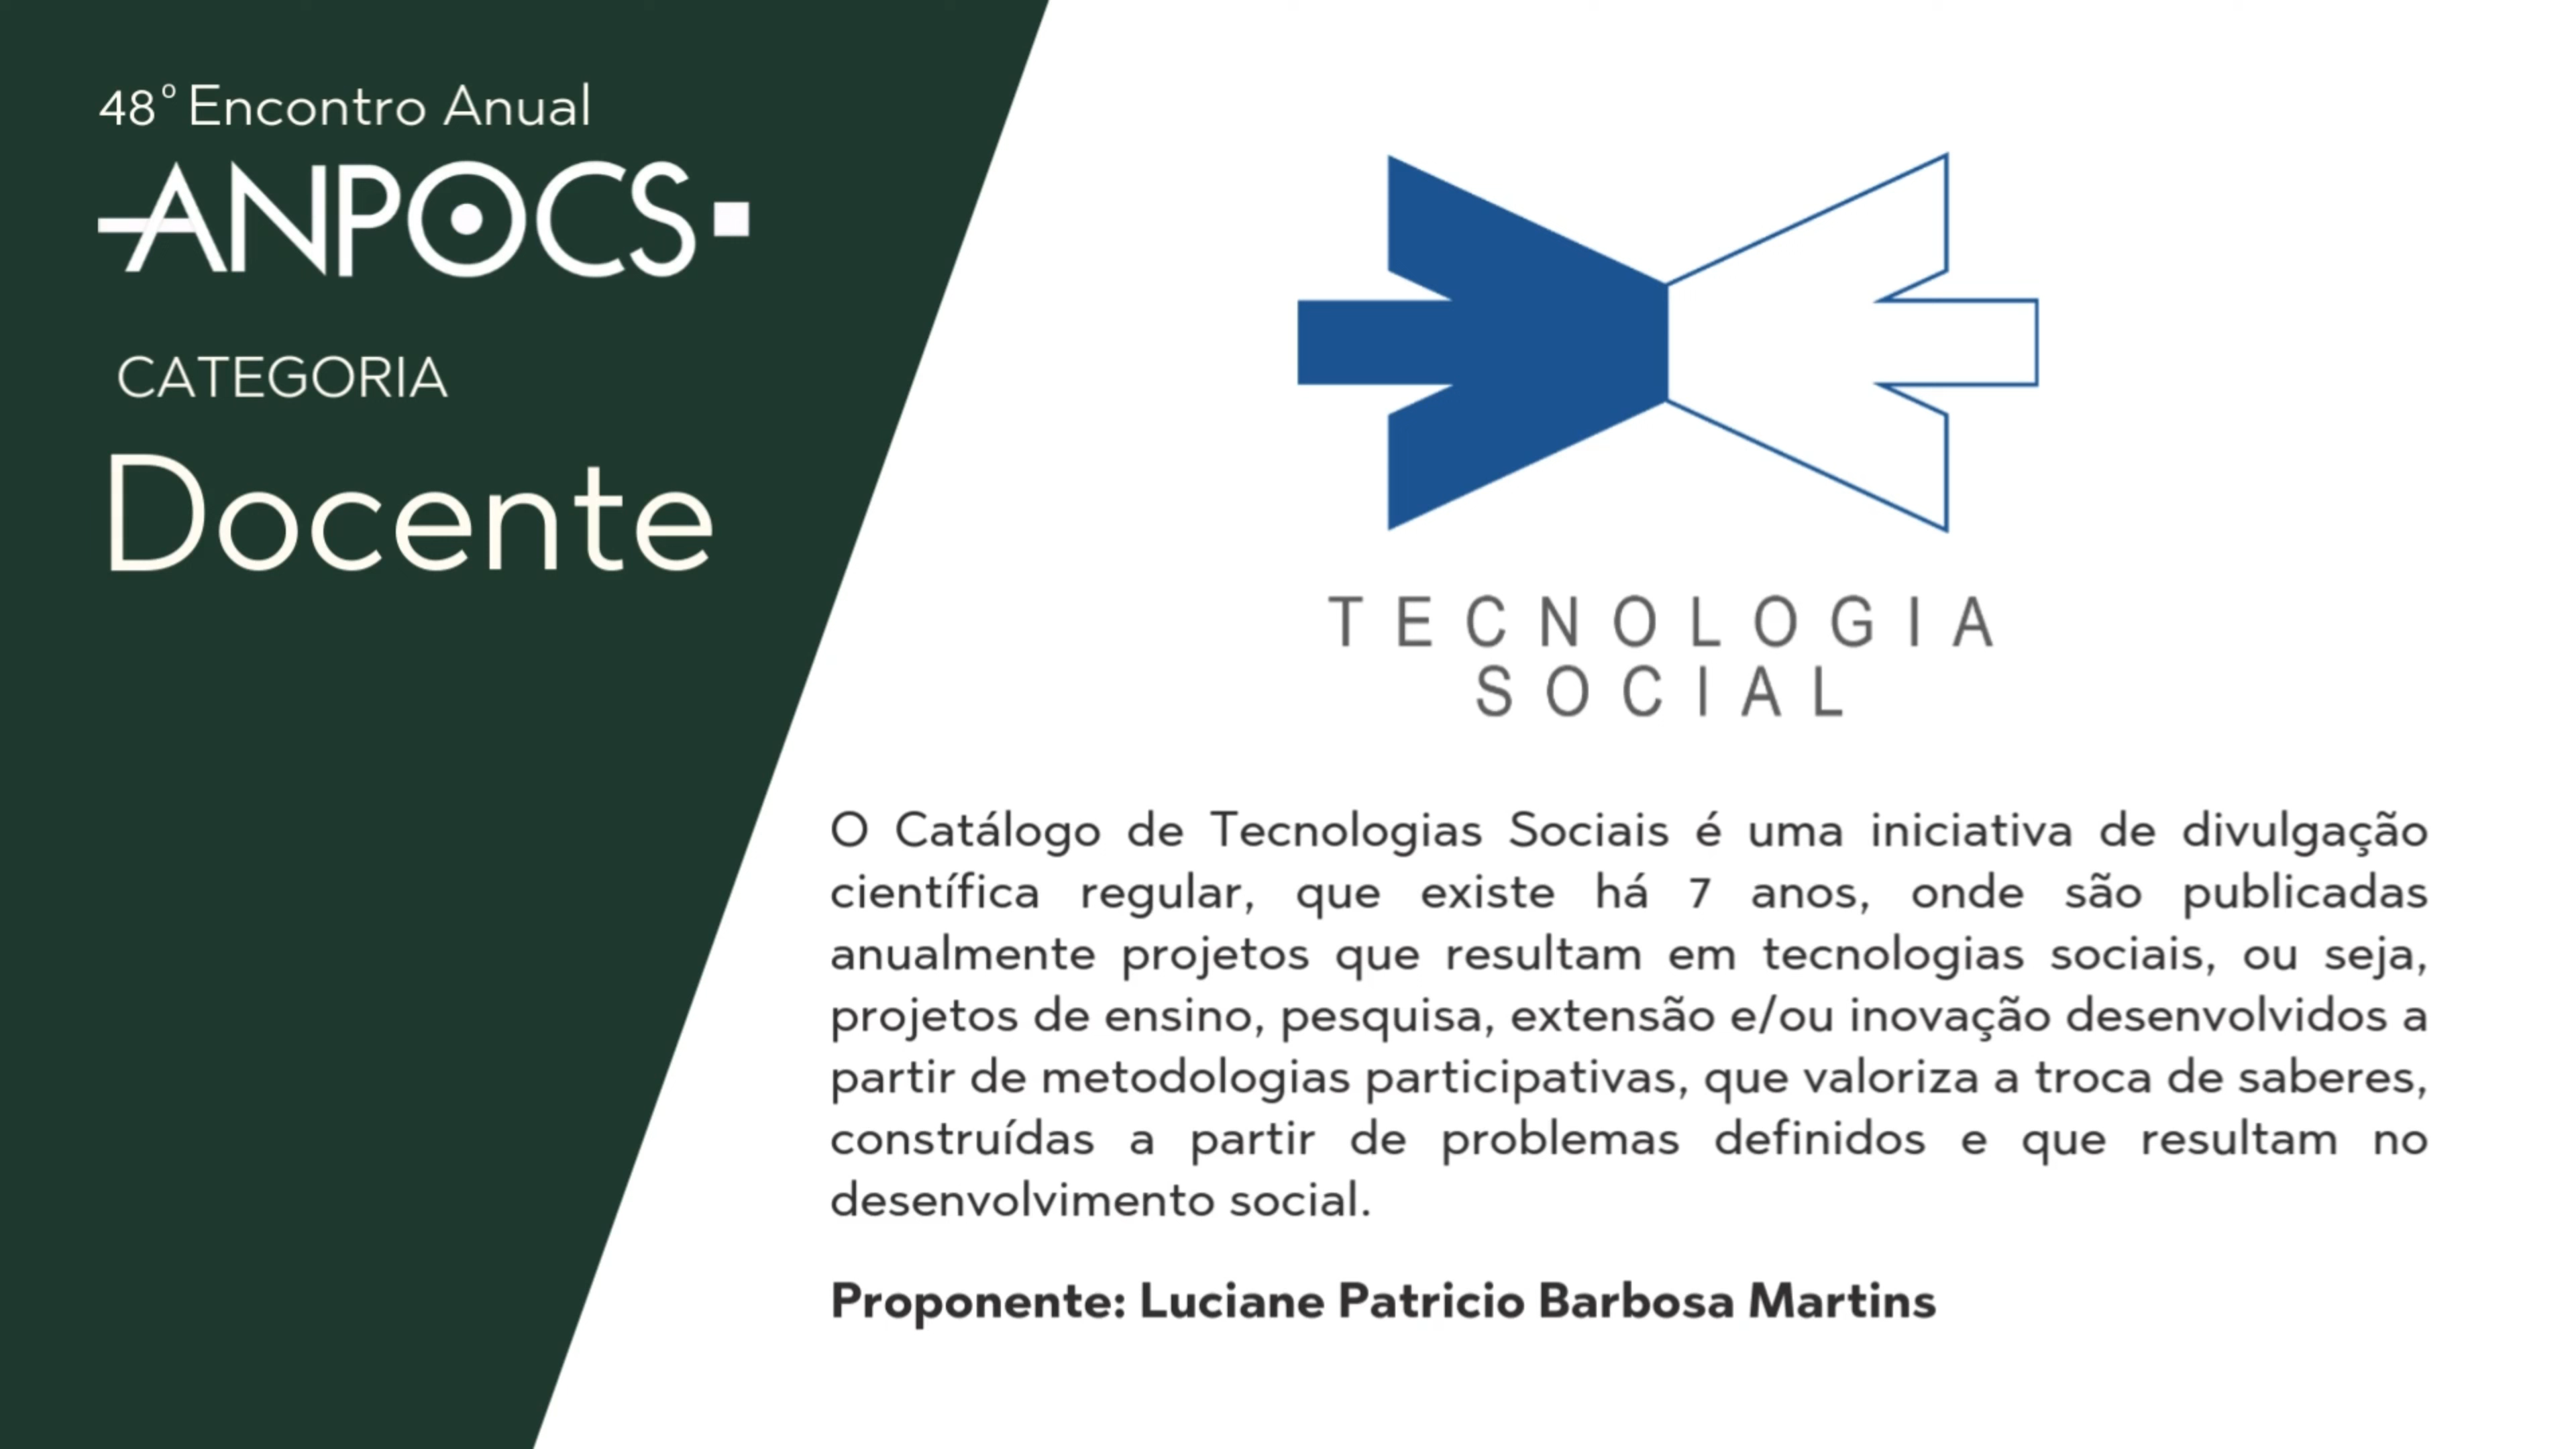 48º Encontro Anual
ANPOCS
CATEGORIA
Docente
TECNOLOGIA
SOCIAL
O Catálogo de Tecnologias Sociais é uma iniciativa de divulgação
científica regular, que existe há 7 anos, onde são publicadas
anualmente projetos que resultam em tecnologias sociais, ou seja,
projetos de ensino, pesquisa, extensão e/ou inovação desenvolvidos a
partir de metodologias participativas, que valoriza a troca de saberes,
construídas a partir de problemas definidos e que resultam no
desenvolvimento social.
Proponente: Luciane Patricio Barbosa Martins